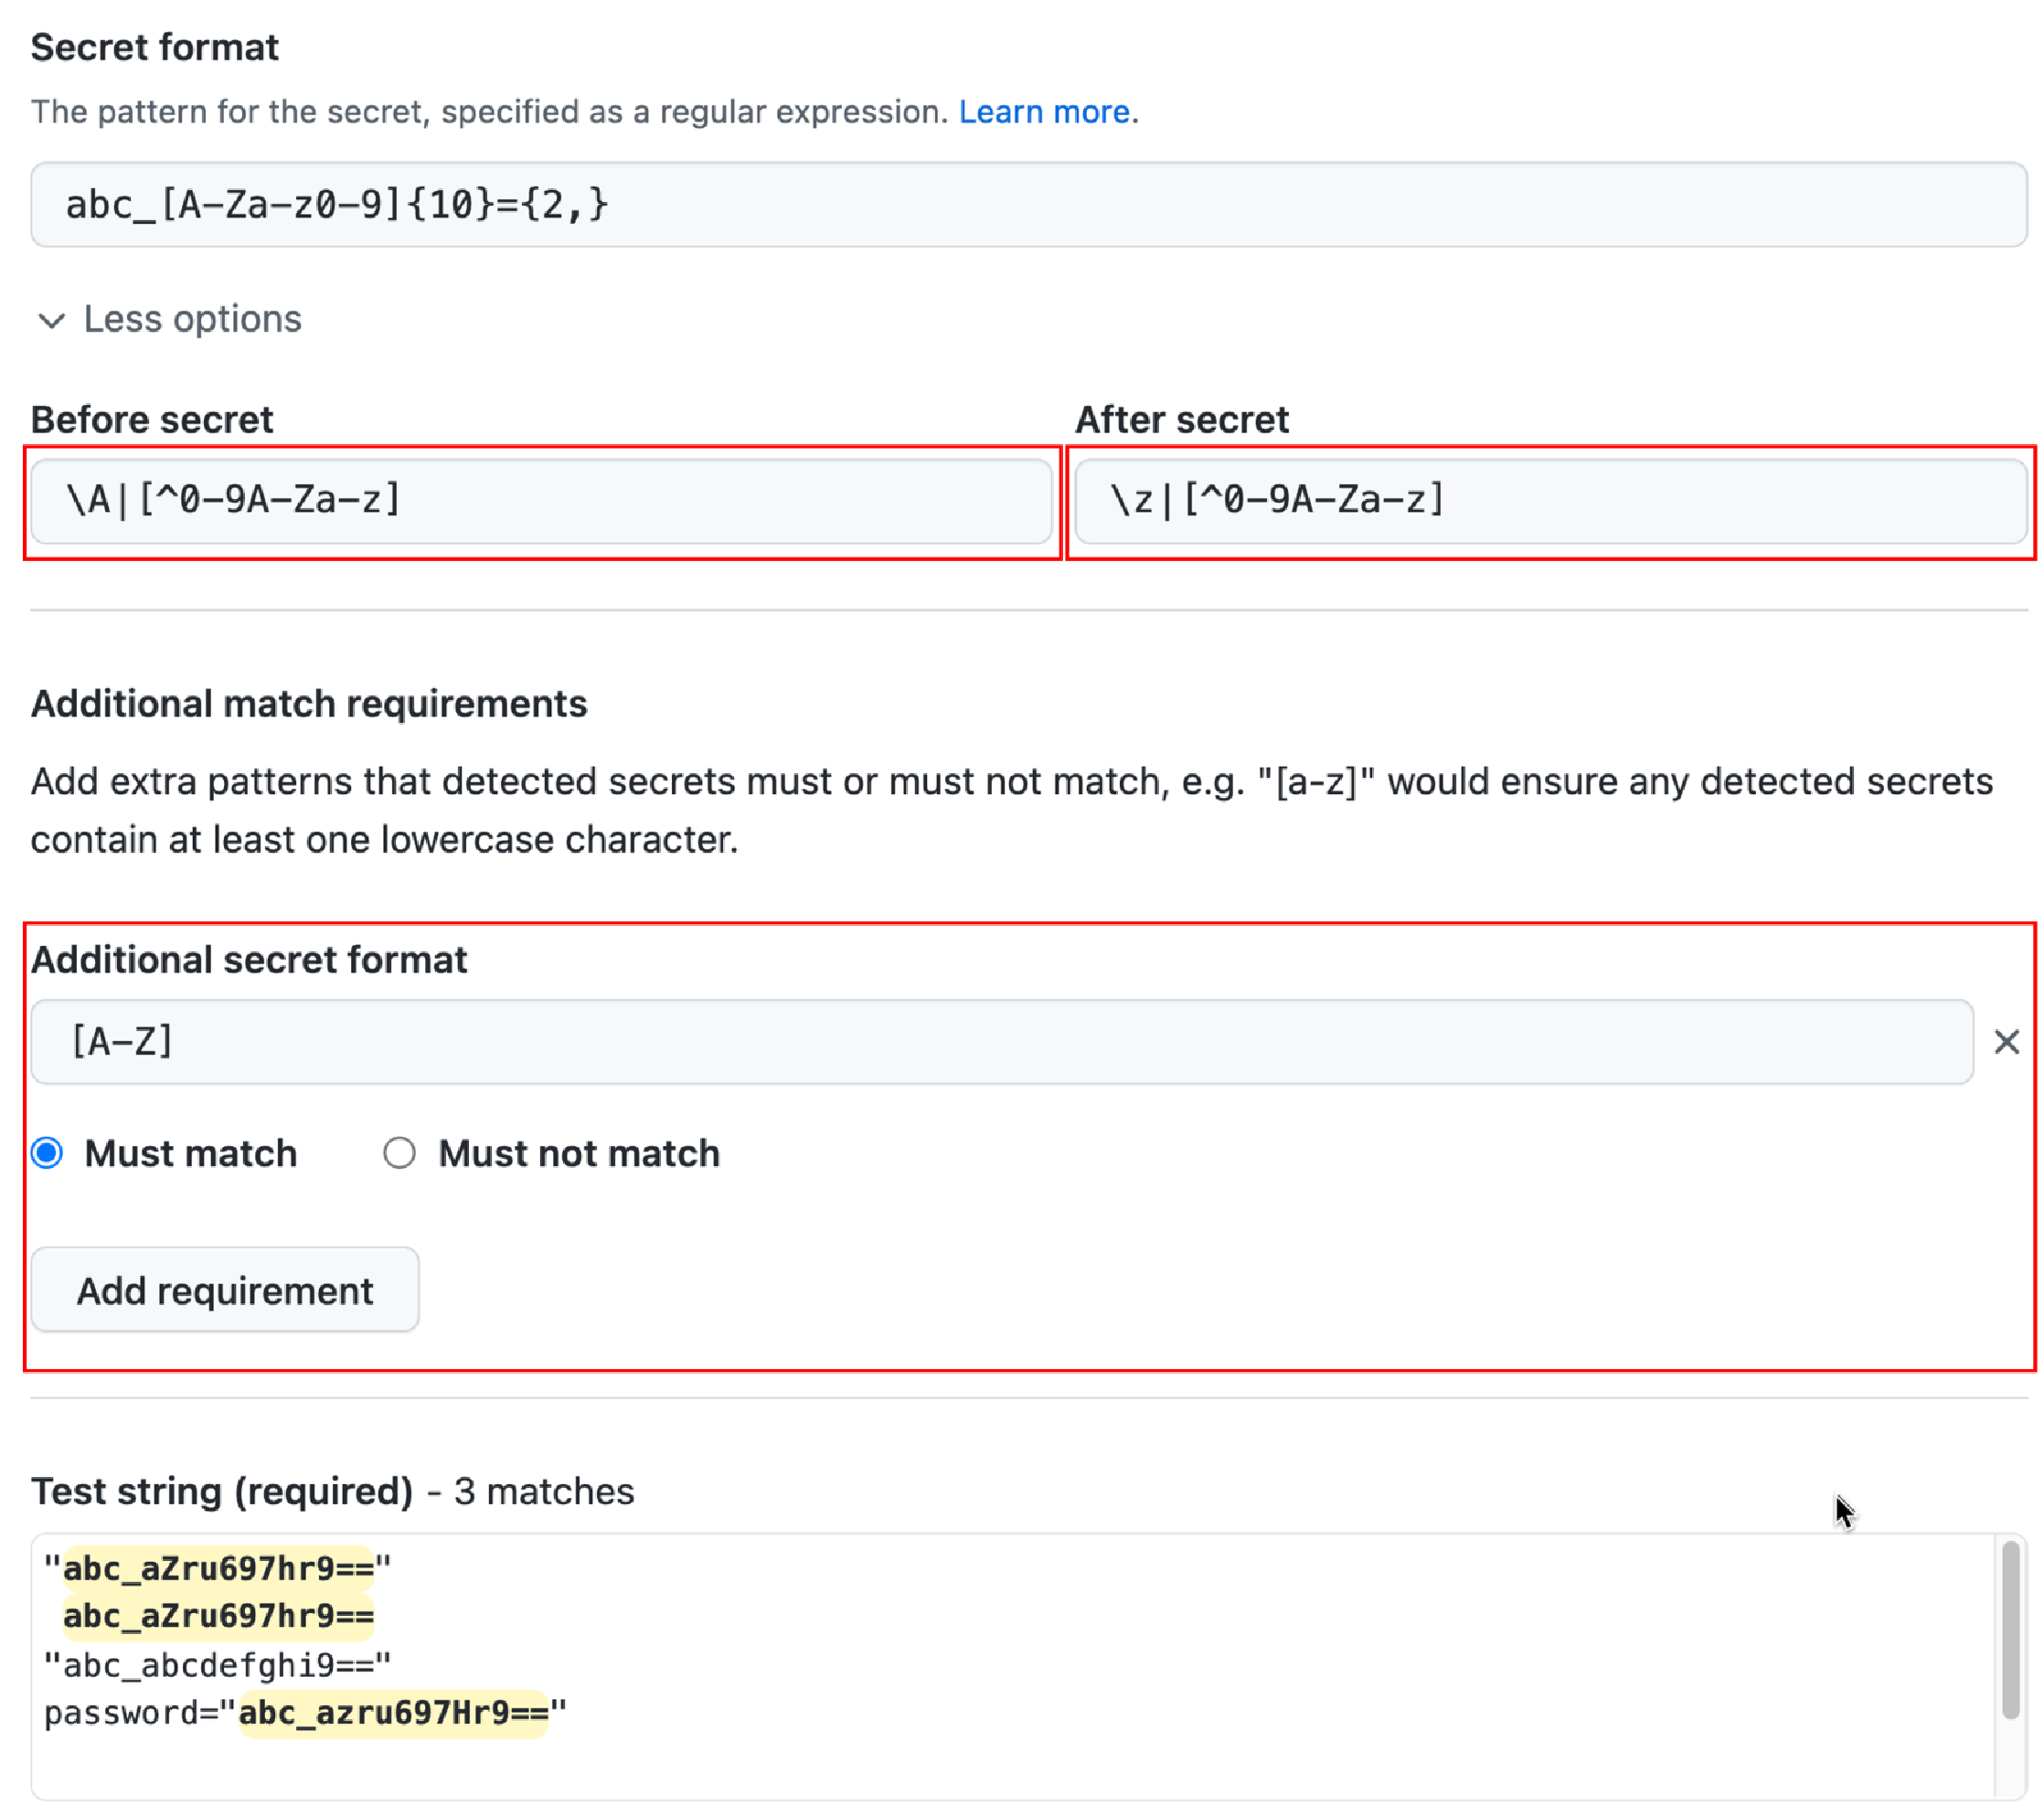 Secret format
The pattern for the secret, specified as a regular expression. Learn more.
abc_[A-Za-z0-9]{10}={2,}
Less options
Before secret
After secret
\A|[^0-9A-Za-z]
\z|[^0-9A-Za-z]
Additional match requirements
Add extra patterns that detected secrets must or must not match, e.g. "[a-z]" would ensure any detected secrets
contain at least one lowercase character.
Additional secret format
[A-Z]
Must match
Must not match
Add requirement
Test string (required) - 3 matches
"abc_aZru697hr9=="
abc_aZru697hr9==
"abc_abcdefghi9=="
password="abc_azru697Hr9=="